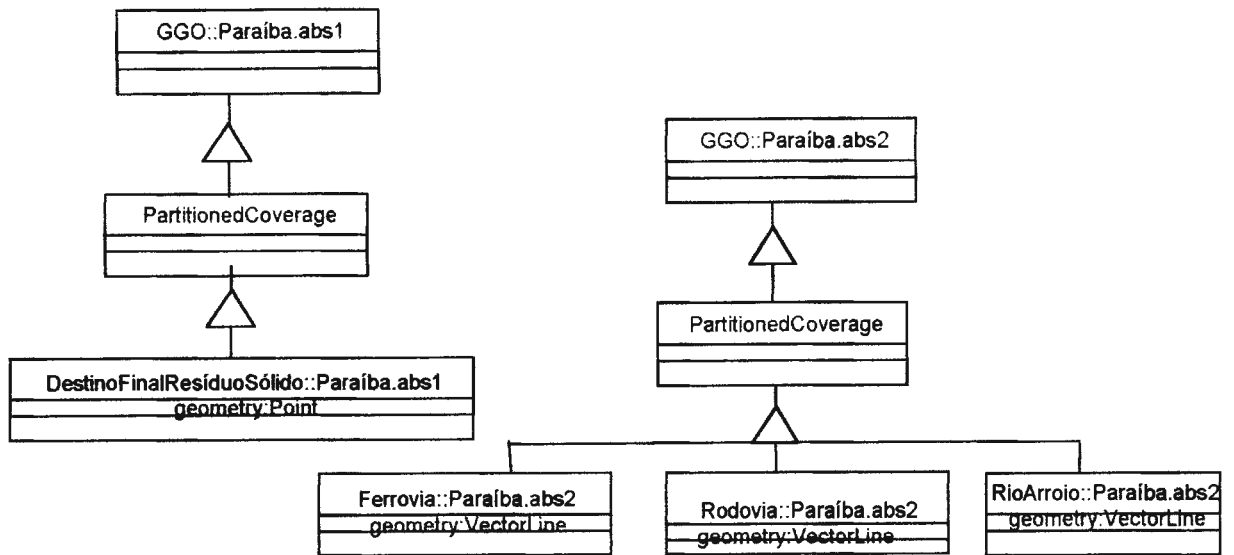 GGO::Paraíba.abs1
PartitionedCoverage
DestinoFinalResíduoSólido::Paraíba.abs1
geometry:Point
GGO::Paraíba.abs2
PartitionedCoverage
Ferrovia::Paraíba.abs2
geometry:VectorLine
Rodovia::Paraíba.abs2
geometry:VectorLine
RioArroio::Paraíba.abs2
geometry:VectorLine